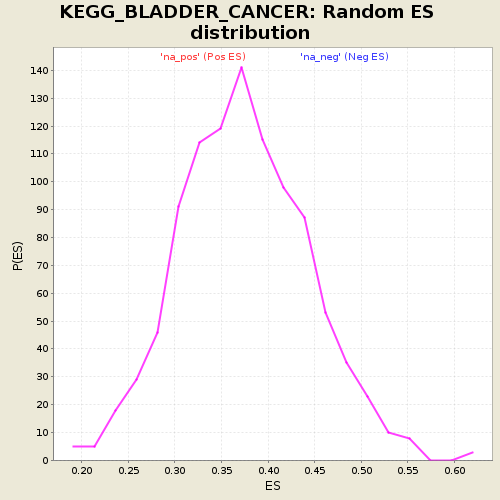 KEGG_BLADDER_CANCER: Random ES
distribution
'na_pos' (Pos ES) 'na_neg' (Neg ES)
140
130
120
110
100
90
80
70
60
50
40
30
20
10
0
P(ES)
0.20 0.25 0.30 0.35 0.40 0.45 0.50 0.55 0.60
ES